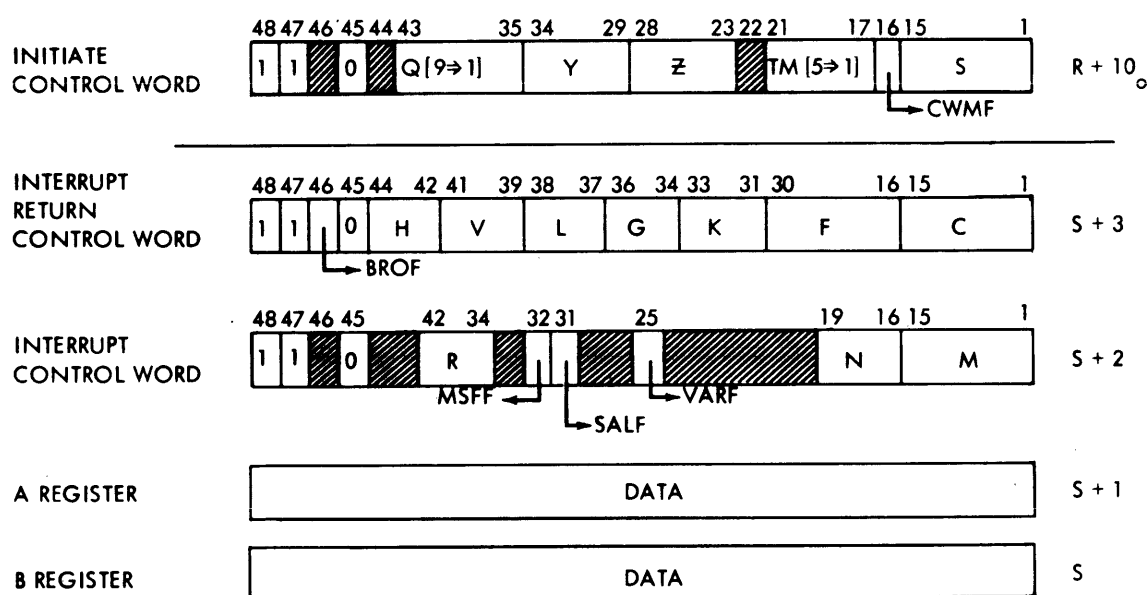 48 47 46 45 44 43 35 34 29 28 23 22 21 17 16 15 1
INITIATE
CONTROL WORD
1 1 0 Q [9⇒1] Y Z TM [5⇒1] S
R + 10₀
CWMF
48 47 46 45 44 42 41 39 38 37 36 34 33 31 30 16 15 1
INTERRUPT
RETURN
CONTROL WORD
1 1 0 H V L G K F C
S + 3
BROF
48 47 46 45 42 34 32 31 25 19 16 15 1
INTERRUPT
CONTROL WORD
1 1 0 R N M
S + 2
MSFF VARF
SALF
A REGISTER DATA S + 1
B REGISTER DATA S